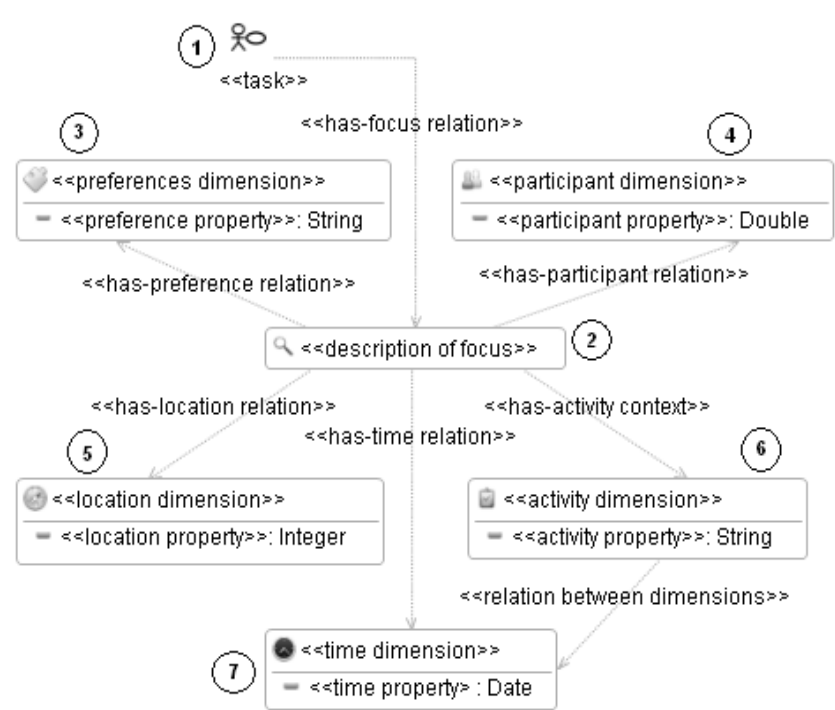 1
<<task>>
<<has-focus relation>>
3
4
<<preferences dimension>>
<<preference property>>: String
<<participant dimension>>
<<participant property>>: Double
<<has-preference relation>>
<<has-participant relation>>
<<description of focus>>
2
<<has-location relation>>
<<has-activity context>>
<<has-time relation>>
5
6
<<location dimension>>
<<location property>>: Integer
<<activity dimension>>
<<activity property>>: String
<<relation between dimensions>>
7
<<time dimension>>
<<time property> : Date